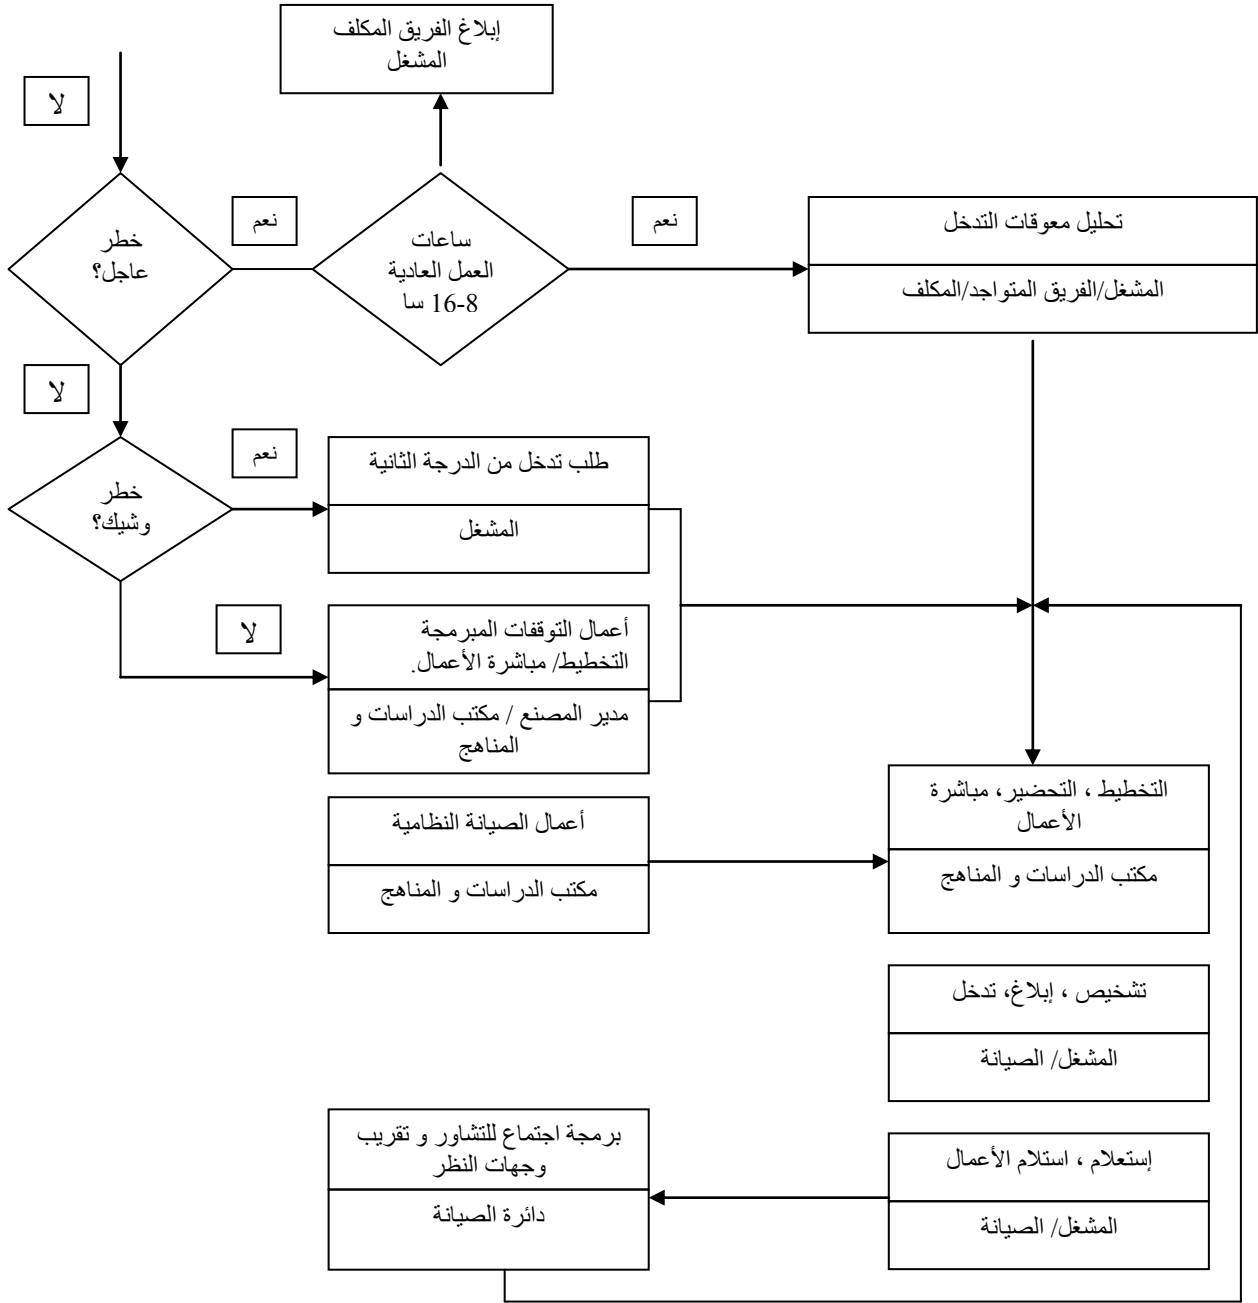 إبلاغ الفريق المكلف
المشغل
لا
خطر
عاجل؟
نعم
ساعات
العمل العادية
8-16 سا
نعم
تحليل معوقات التدخل
المشغل/الفريق المتواجد/المكلف
لا
خطر
وشيك؟
نعم
طلب تدخل من الدرجة الثانية
المشغل
لا
أعمال التوقفات المبرمجة
التخطيط/ مباشرة الأعمال.
مدير المصنع / مكتب الدراسات و
المناهج
التخطيط ، التحضير، مباشرة
الأعمال
مكتب الدراسات و المناهج
أعمال الصيانة النظامية
مكتب الدراسات و المناهج
تشخيص ، إبلاغ، تدخل
المشغل/ الصيانة
إستعلام ، استلام الأعمال
المشغل/ الصيانة
برمجة اجتماع للتشاور و تقريب
وجهات النظر
دائرة الصيانة